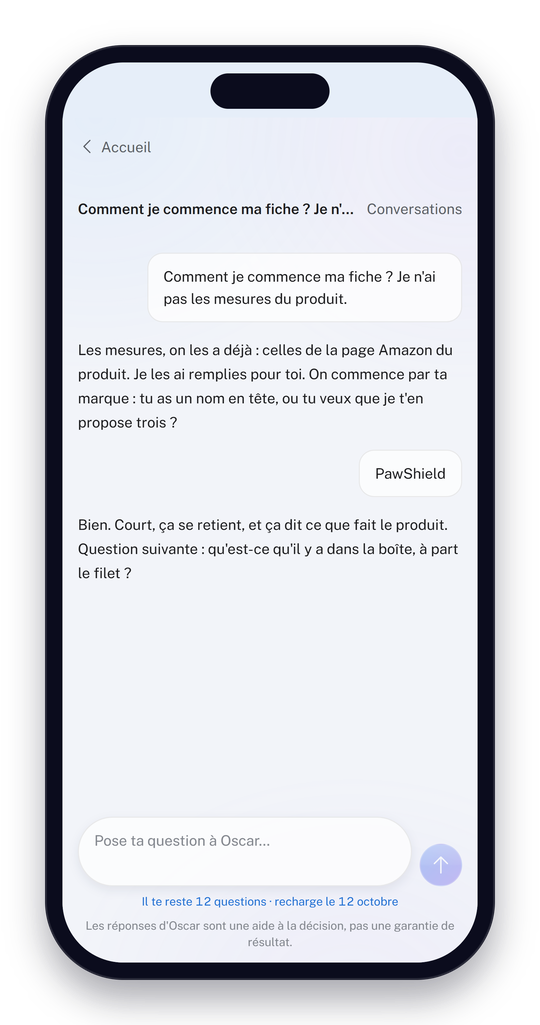 Accueil
Comment je commence ma fiche ? Je n'... Conversations
Comment je commence ma fiche ? Je n'ai
pas les mesures du produit.
Les mesures, on les a déjà : celles de la page Amazon du
produit. Je les ai remplies pour toi. On commence par ta
marque : tu as un nom en tête, ou tu veux que je t'en
propose trois ?
PawShield
Bien. Court, ça se retient, et ça dit ce que fait le produit.
Question suivante : qu'est-ce qu'il y a dans la boîte, à part
le filet ?
Pose ta question à Oscar...
Il te reste 12 questions · recharge le 12 octobre
Les réponses d'Oscar sont une aide à la décision, pas une garantie de
résultat.